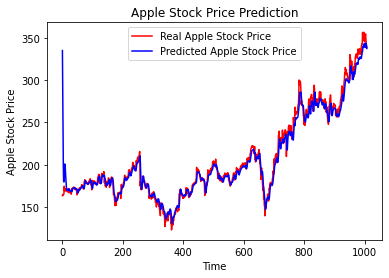 Apple Stock Price Prediction
Real Apple Stock Price
Predicted Apple Stock Price
Apple Stock Price
350
300
250
200
150
0 200 400 600 800 1000
Time